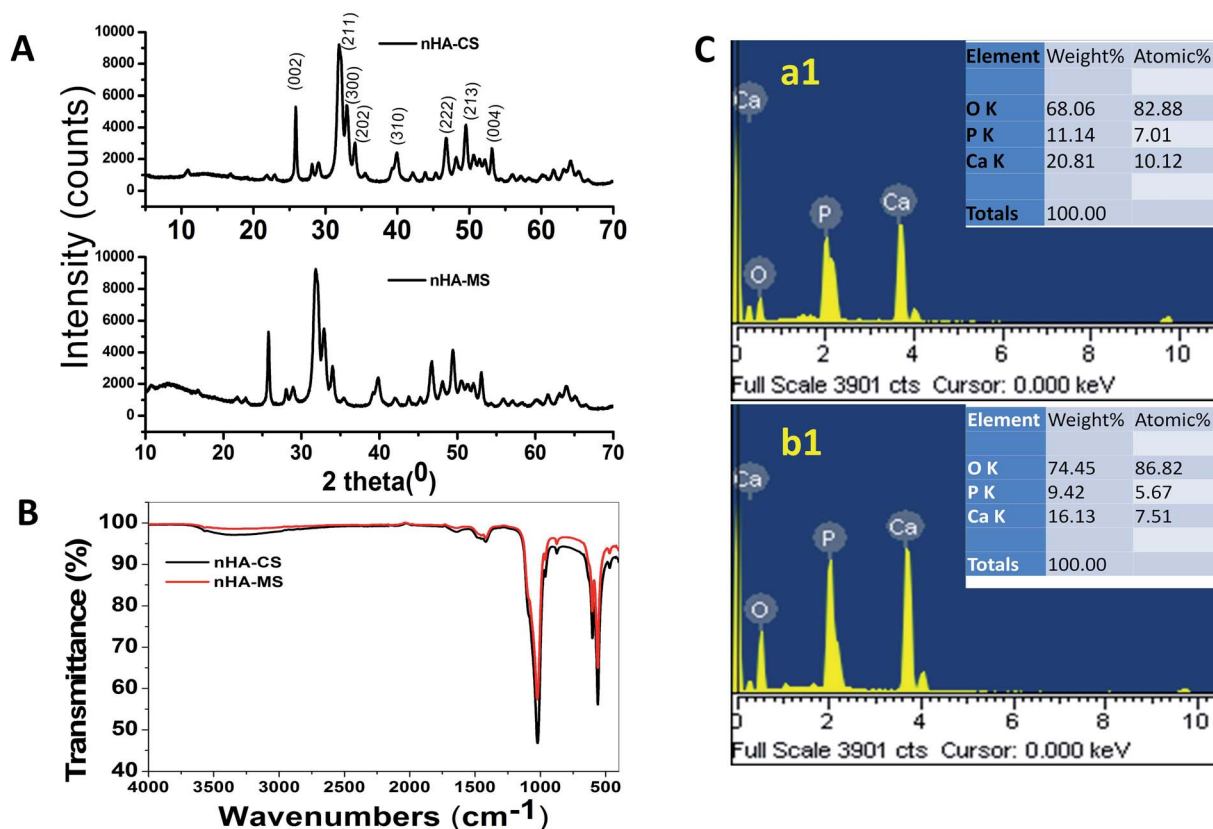 A
Intensity (counts)
10000
8000
6000
4000
2000
0
nHA-CS
(002)
(211)
(300)
(202)
(310)
(222)
(213)
(004)
10 20 30 40 50 60 70
10000
8000
6000
4000
2000
0
nHA-MS
10 20 30 40 50 60 70
2 theta(⁰)
B
Transmittance (%)
100
90
80
70
60
50
40
nHA-CS
nHA-MS
4000 3500 3000 2500 2000 1500 1000 500
Wavenumbers (cm⁻¹)
C
a1
Ca
O
P
Ca
Element Weight% Atomic%
O K 68.06 82.88
P K 11.14 7.01
Ca K 20.81 10.12
Totals 100.00
0 2 4 6 8 10
Full Scale 3901 cts Cursor: 0.000 keV
b1
Ca
O
P
Ca
Element Weight% Atomic%
O K 74.45 86.82
P K 9.42 5.67
Ca K 16.13 7.51
Totals 100.00
0 2 4 6 8 10
Full Scale 3901 cts Cursor: 0.000 keV